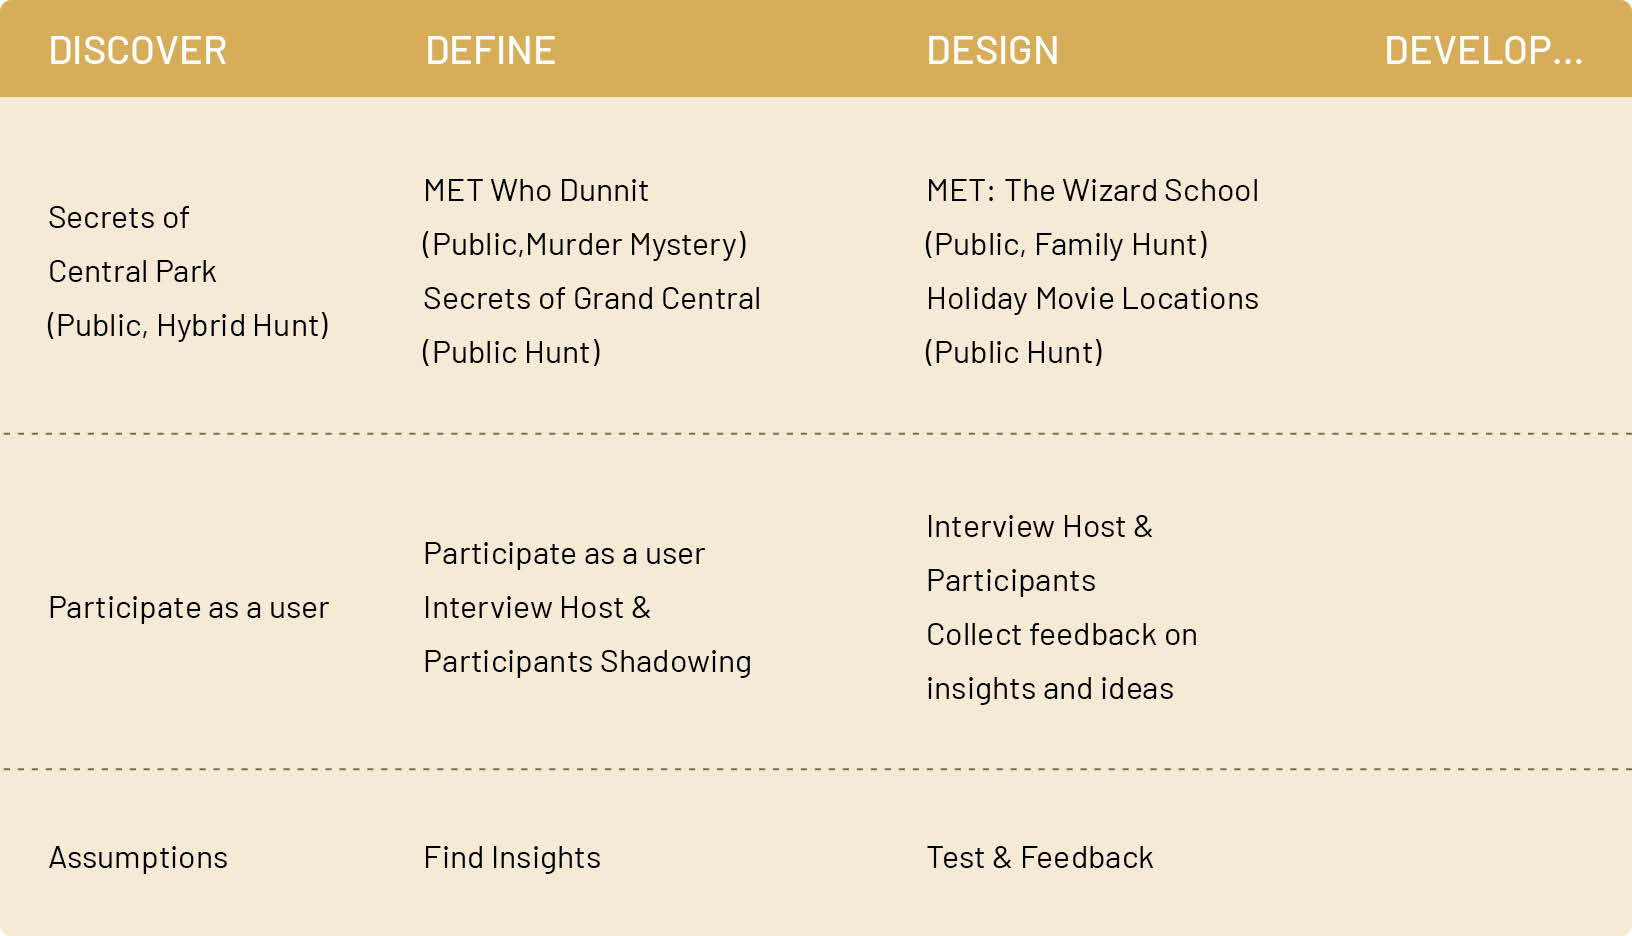 DISCOVER
DEFINE
DESIGN
DEVELOP...
Secrets of
Central Park
(Public, Hybrid Hunt)
MET Who Dunnit
(Public,Murder Mystery)
Secrets of Grand Central
(Public Hunt)
MET: The Wizard School
(Public, Family Hunt)
Holiday Movie Locations
(Public Hunt)
Participate as a user
Participate as a user
Interview Host &
Participants Shadowing
Interview Host &
Participants
Collect feedback on
insights and ideas
Assumptions
Find Insights
Test & Feedback